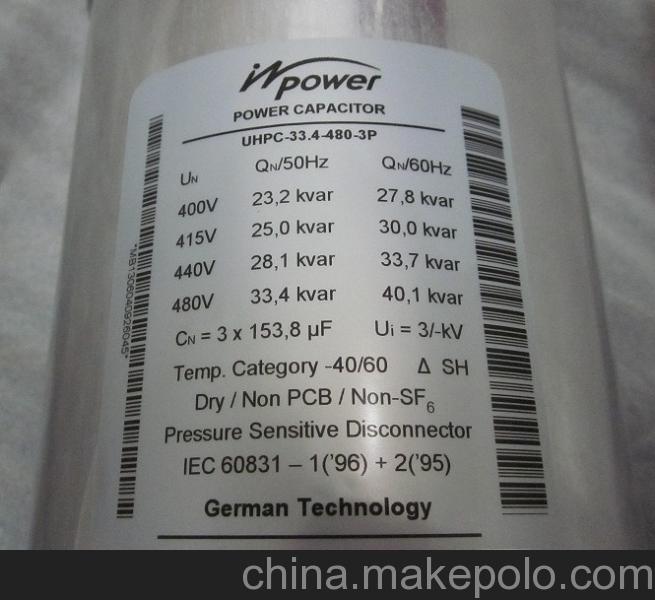 inpower
POWER CAPACITOR
UHPC-33.4-480-3P
UN QN/50Hz QN/60Hz
400V 23,2 kvar 27,8 kvar
415V 25,0 kvar 30,0 kvar
440V 28,1 kvar 33,7 kvar
480V 33,4 kvar 40,1 kvar
CN = 3 x 153,8 µF Ui = 3/-kV
Temp. Category -40/60 Δ SH
Dry / Non PCB / Non-SF6
Pressure Sensitive Disconnector
IEC 60831 – 1('96) + 2('95)
German Technology
*MB1306040926045*
china.makepolo.com